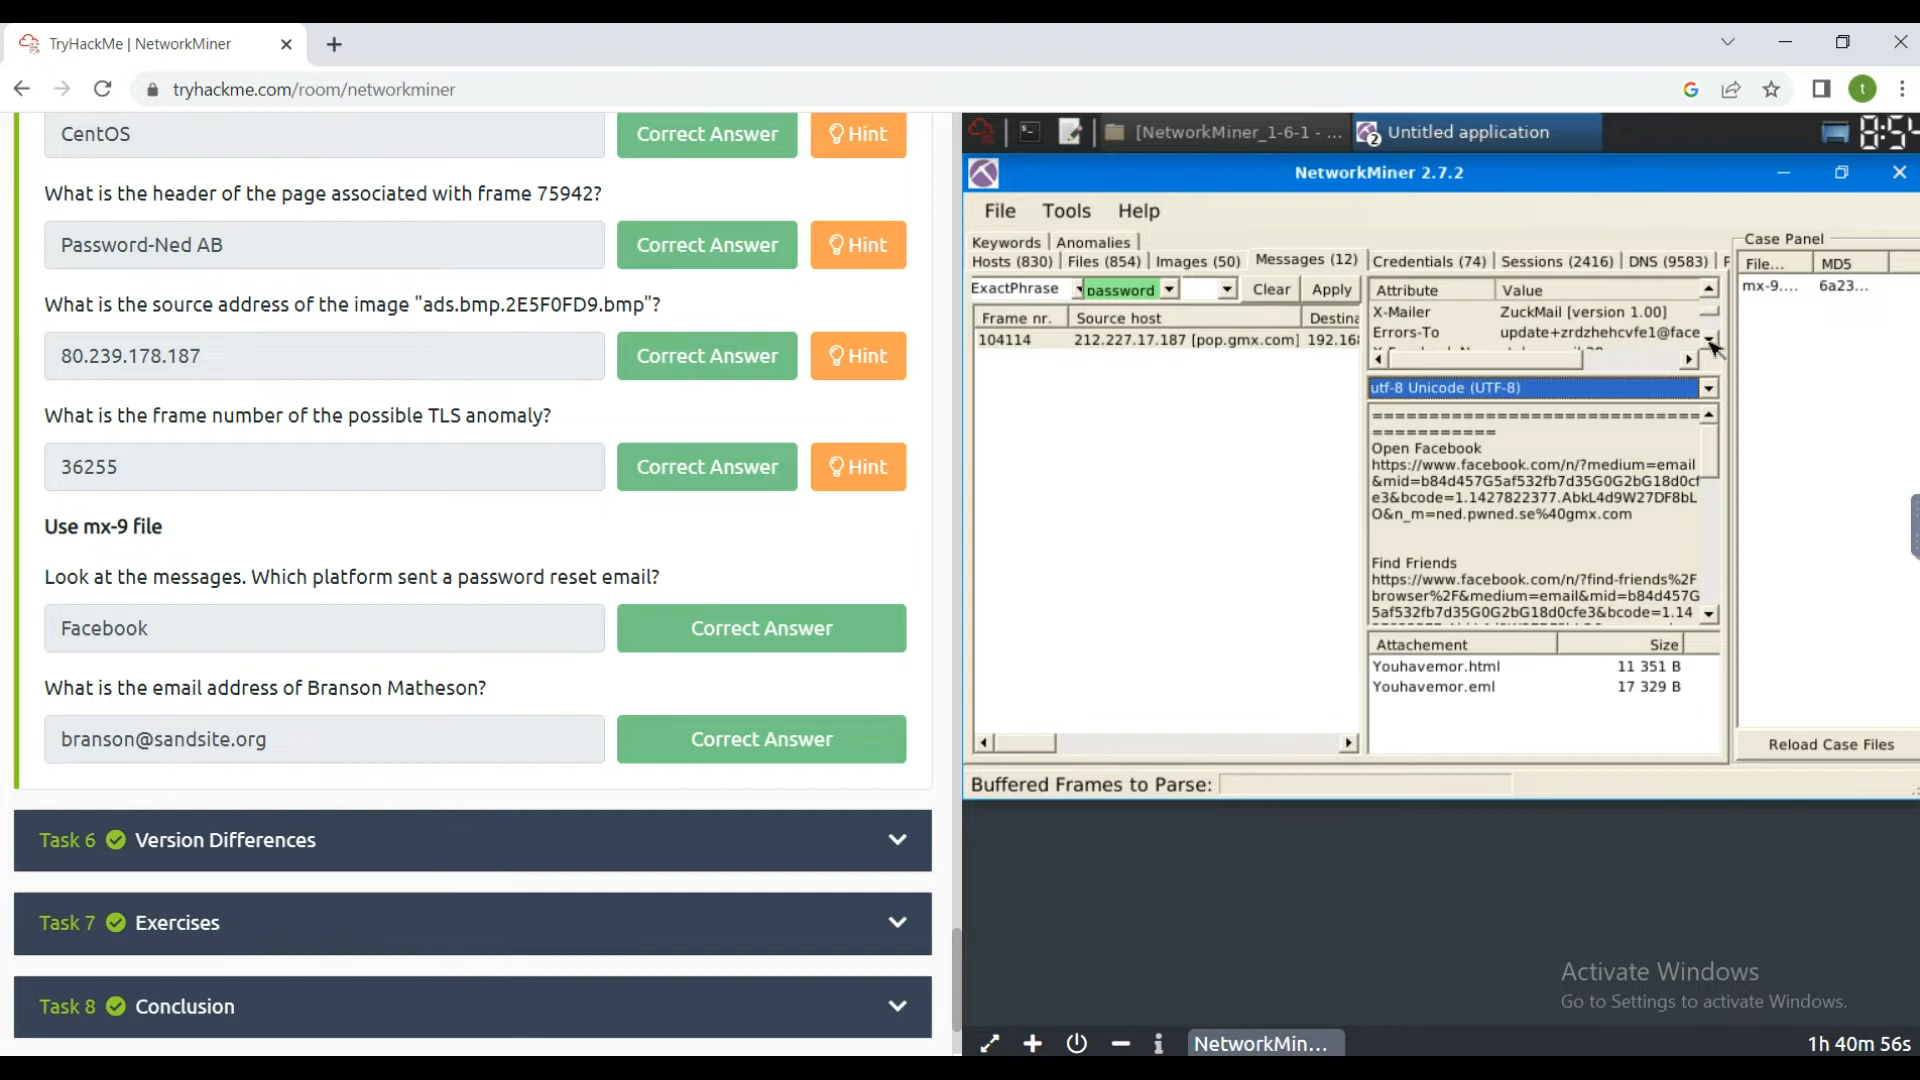 TryHackMe | NetworkMiner
tryhackme.com/room/networkminer
t
CentOS
Correct Answer
Hint
What is the header of the page associated with frame 75942?
Password-Ned AB
Correct Answer
Hint
What is the source address of the image "ads.bmp.2E5F0FD9.bmp"?
80.239.178.187
Correct Answer
Hint
What is the frame number of the possible TLS anomaly?
36255
Correct Answer
Hint
Use mx-9 file
Look at the messages. Which platform sent a password reset email?
Facebook
Correct Answer
What is the email address of Branson Matheson?
branson@sandsite.org
Correct Answer
Task 6 Version Differences
Task 7 Exercises
Task 8 Conclusion
[NetworkMiner_1-6-1 - ...
2 Untitled application
8:54
NetworkMiner 2.7.2
File Tools Help
Keywords Anomalies
Hosts (830) Files (854) Images (50) Messages (12) Credentials (74) Sessions (2416) DNS (9583)
ExactPhrase password Clear Apply
Frame nr. Source host Destina
104114 212.227.17.187 [pop.gmx.com] 192.168
Attribute Value
X-Mailer ZuckMail [version 1.00]
Errors-To update+zrdzhehcvfe1@face
utf-8 Unicode (UTF-8)
============================
===========
Open Facebook
https://www.facebook.com/n/?medium=email
&mid=b84d457G5af532fb7d35G0G2bG18d0cf
e3&bcode=1.1427822377.AbkL4d9W27DF8bL
O&n_m=ned.pwned.se%40gmx.com
Find Friends
https://www.facebook.com/n/?find-friends%2F
browser%2F&medium=email&mid=b84d457G
5af532fb7d35G0G2bG18d0cfe3&bcode=1.14
Attachement Size
Youhavemor.html 11 351 B
Youhavemor.eml 17 329 B
Case Panel
File... MD5
mx-9.... 6a23...
Reload Case Files
Buffered Frames to Parse:
Activate Windows
Go to Settings to activate Windows.
NetworkMin...
1h 40m 56s